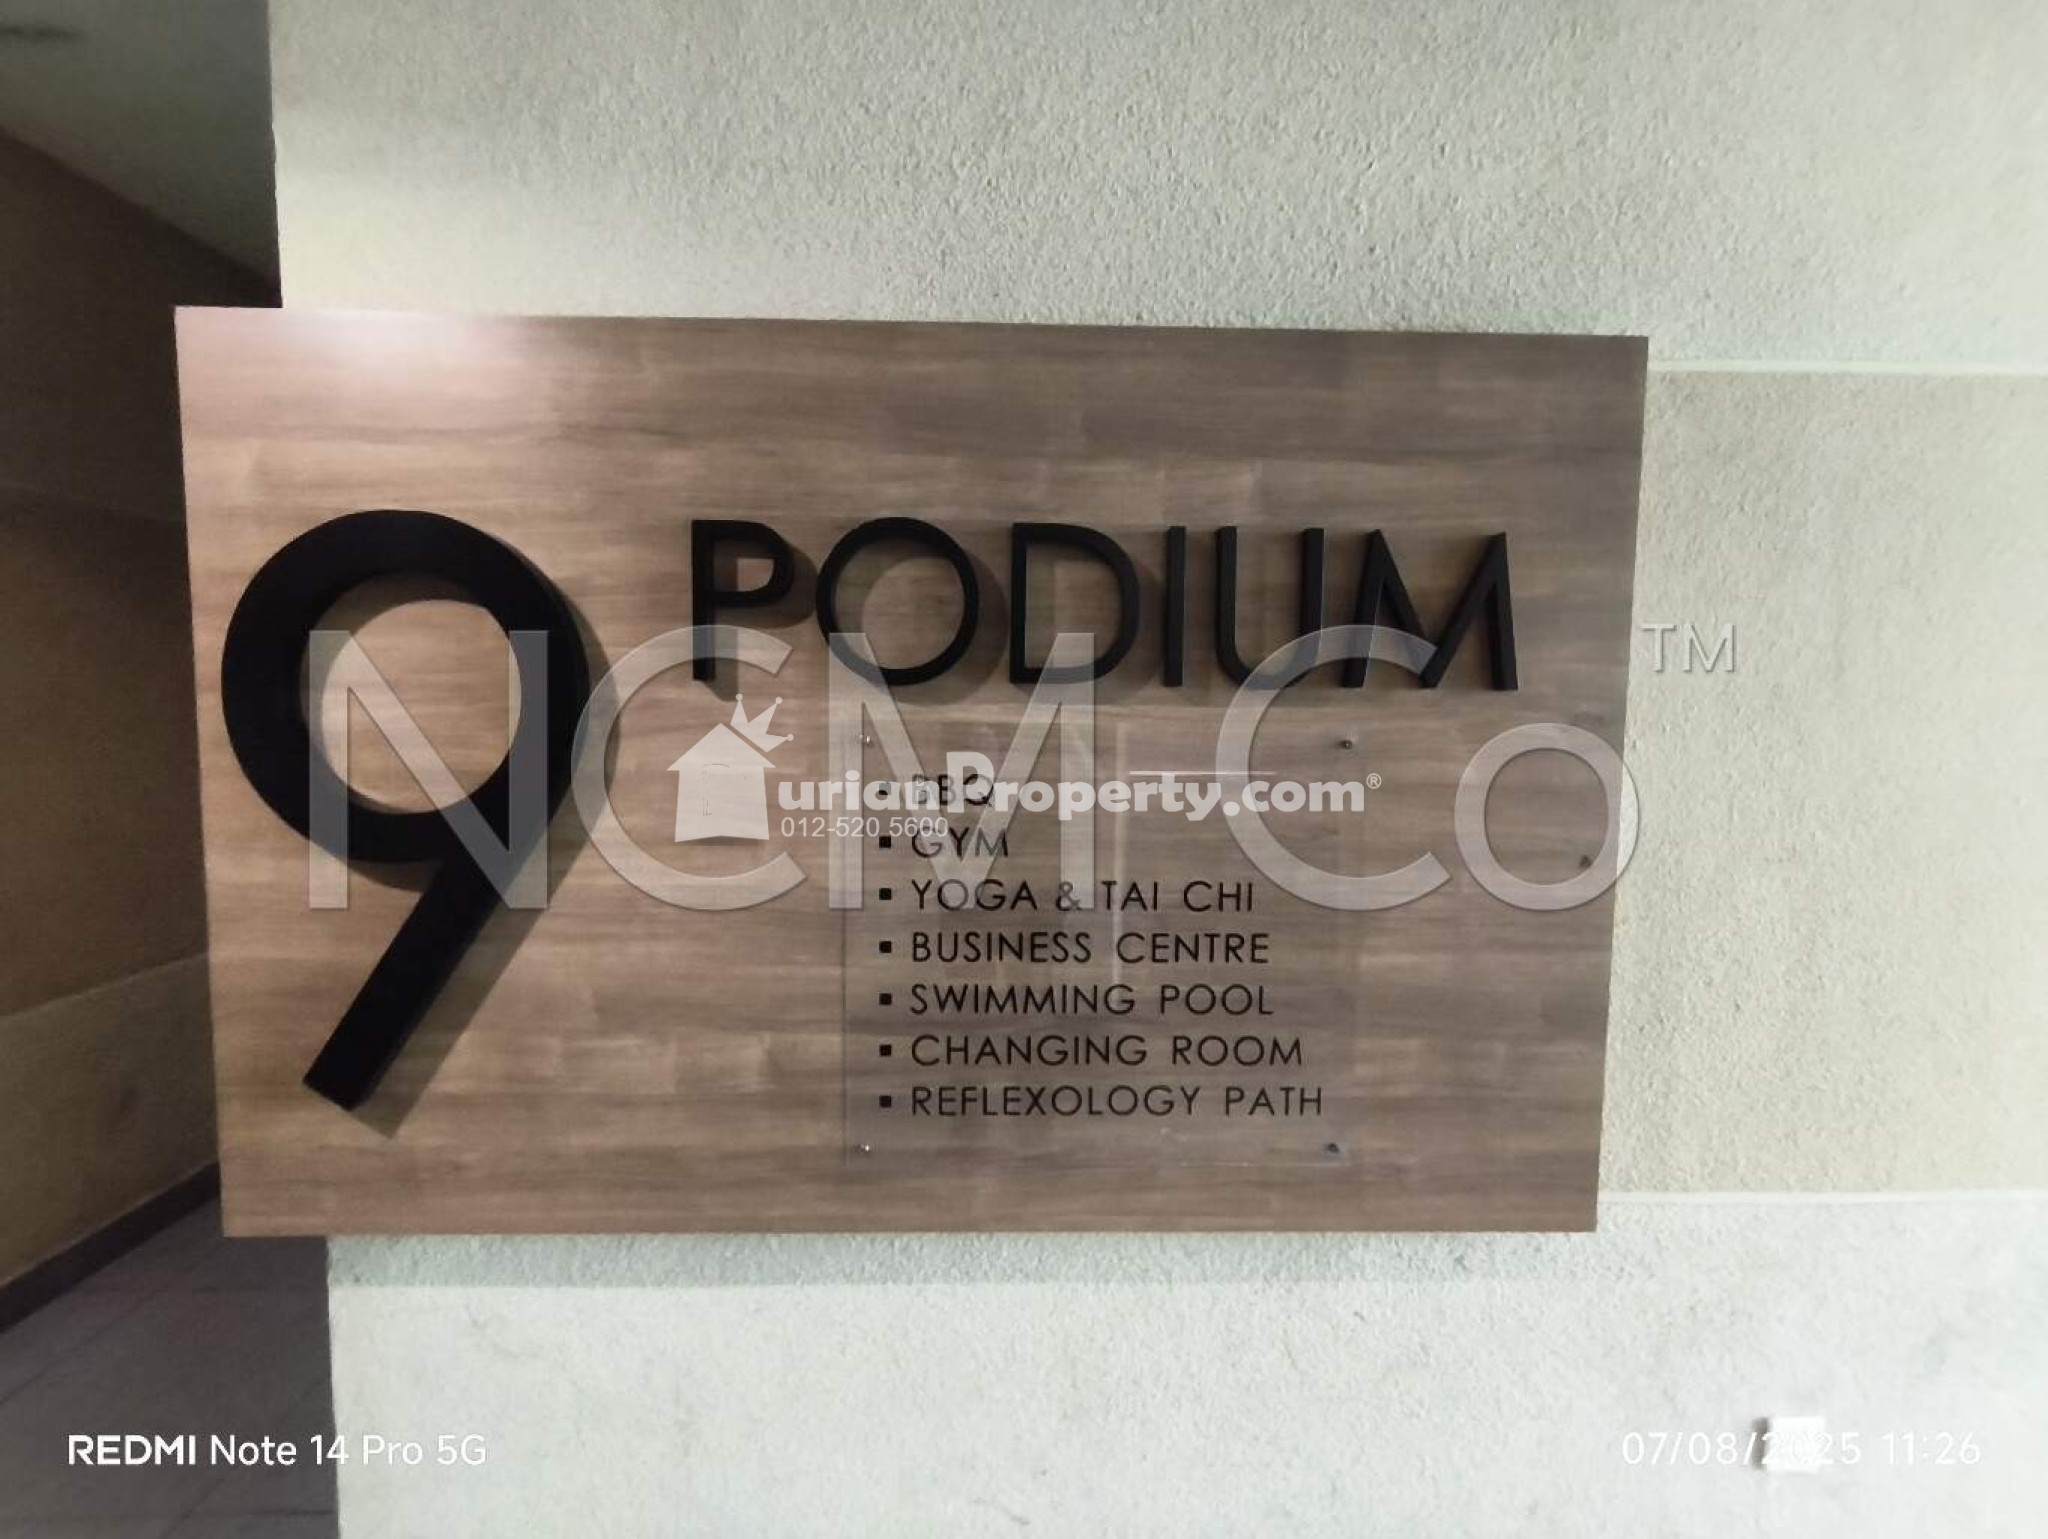 9 PODIUM
NCM Co ™
urianProperty.com®
012-520 5600
▪ BBQ
▪ GYM
▪ YOGA & TAI CHI
▪ BUSINESS CENTRE
▪ SWIMMING POOL
▪ CHANGING ROOM
▪ REFLEXOLOGY PATH
REDMI Note 14 Pro 5G
07/08/2025 11:26